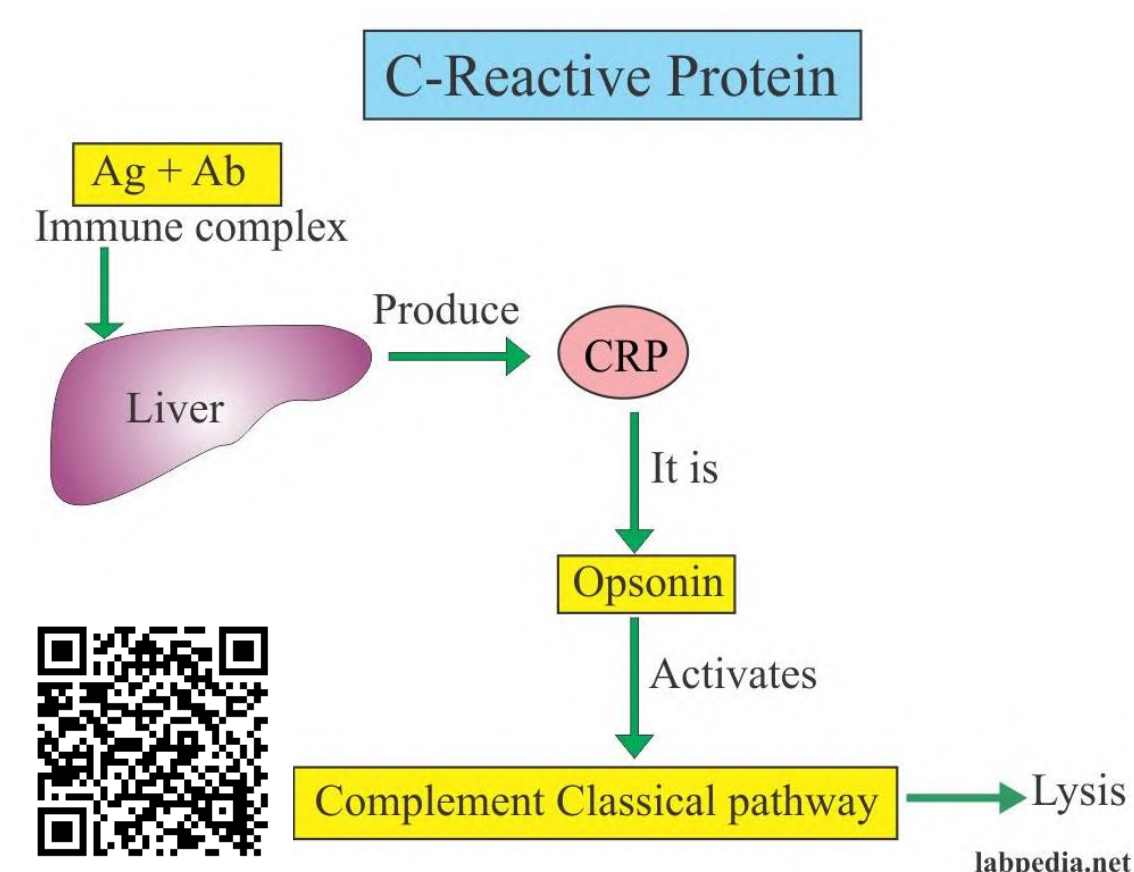 C-Reactive Protein
Ag + Ab
Immune complex
Produce
CRP
Liver
It is
Opsonin
Activates
Complement Classical pathway
Lysis
labpedia.net